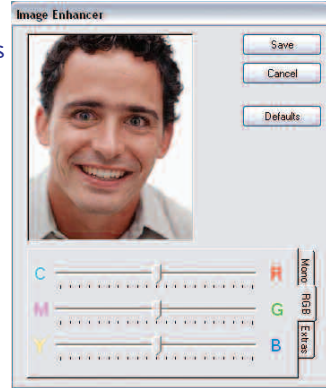 Image Enhancer
s
Save
Cancel
Defaults
C R
M G
Y B
Mono
RGB
Extras